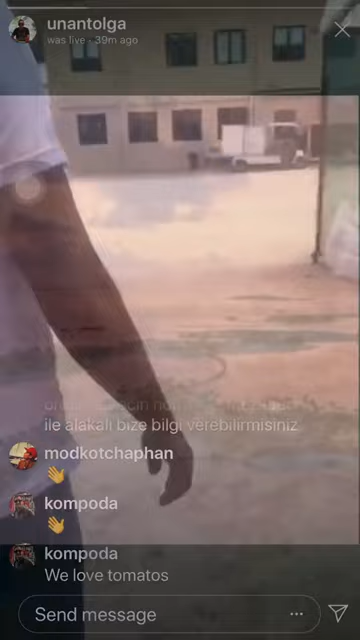 unantolga
was live · 39m ago
ile alakalı bize bilgi verebilirmisiniz
modkotchaphan
👋
kompoda
👋
kompoda
We love tomatos
Send message